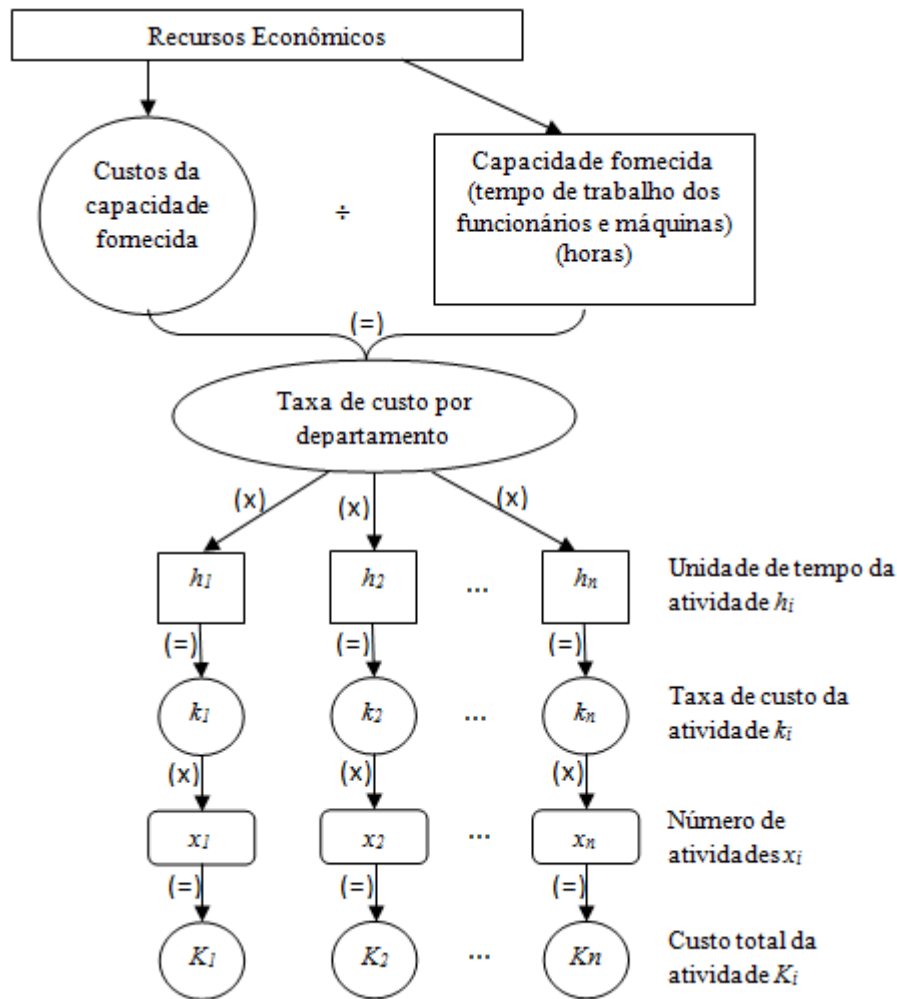 Recursos Econômicos
Custos da
capacidade
fornecida
÷
Capacidade fornecida
(tempo de trabalho dos
funcionários e máquinas)
(horas)
(=)
Taxa de custo por
departamento
(x) (x) (x)
h1 h2 ... hn
Unidade de tempo da
atividade hi
(=) (=) (=)
k1 k2 ... kn
Taxa de custo da
atividade ki
(x) (x) (x)
x1 x2 ... xn
Número de
atividades xi
(=) (=) (=)
K1 K2 ... Kn
Custo total da
atividade Ki